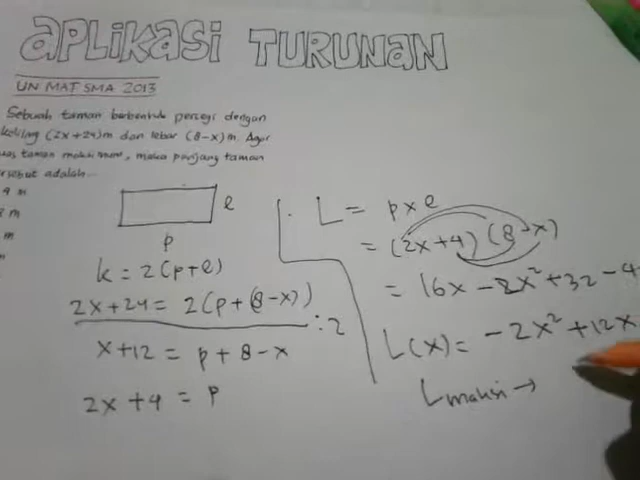 APLIKASI TURUNAN
UN MAT SMA 2013
Sebuah taman berbentuk persegi dengan
keliling (2x+24)m dan lebar (8-x)m. Agar
luas taman maksimum, maka panjang taman
tersebut adalah...
4 m
m
m
l
p
k = 2(p+l)
2x+24 = 2(p+(8-x))
:2
x+12 = p+8-x
2x+4 = p
L = p x l
= (2x+4)(8-x)
= 16x - 2x² + 32 - 4
L(x) = -2x² + 12x
Lmaksi →